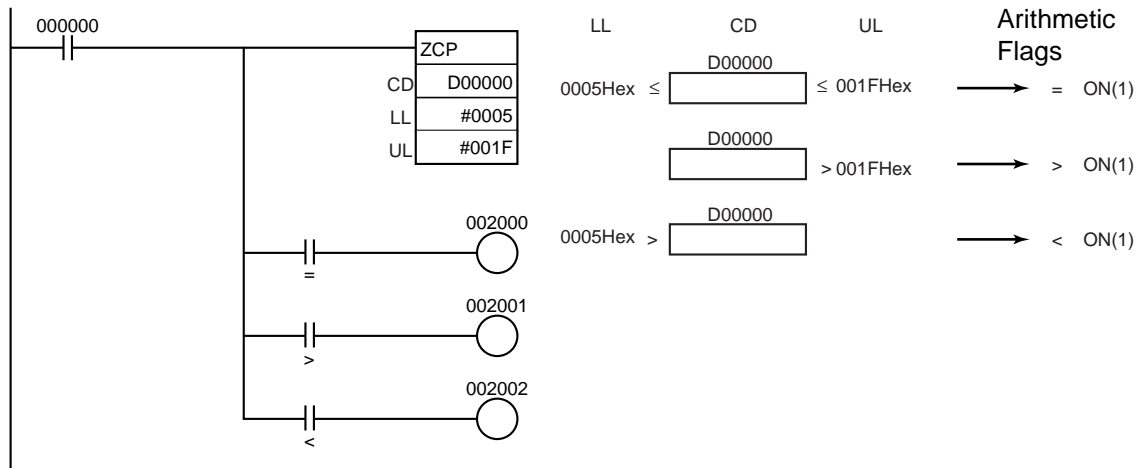 000000
ZCP
CD D00000
LL #0005
UL #001F
002000
=
002001
>
002002
<
LL CD UL Arithmetic
Flags
D00000
0005Hex ≤ ≤ 001FHex = ON(1)
D00000
> 001FHex > ON(1)
D00000
0005Hex > < ON(1)